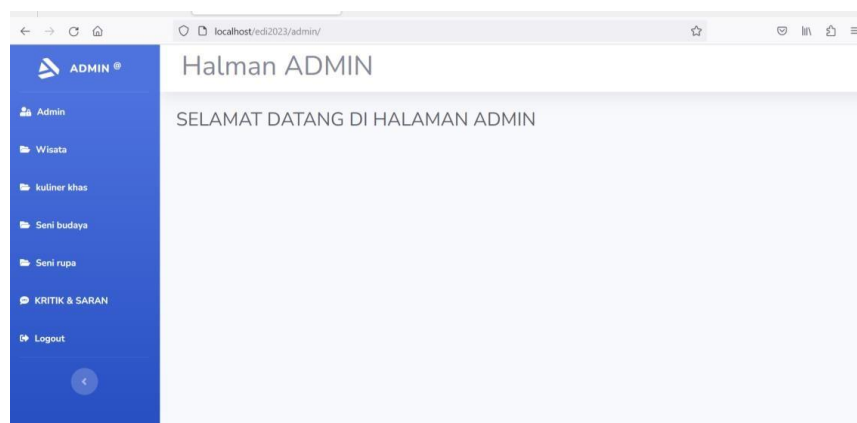 localhost/edi2023/admin/
ADMIN @
Halman ADMIN
Admin
SELAMAT DATANG DI HALAMAN ADMIN
Wisata
kuliner khas
Seni budaya
Seni rupa
KRITIK & SARAN
Logout